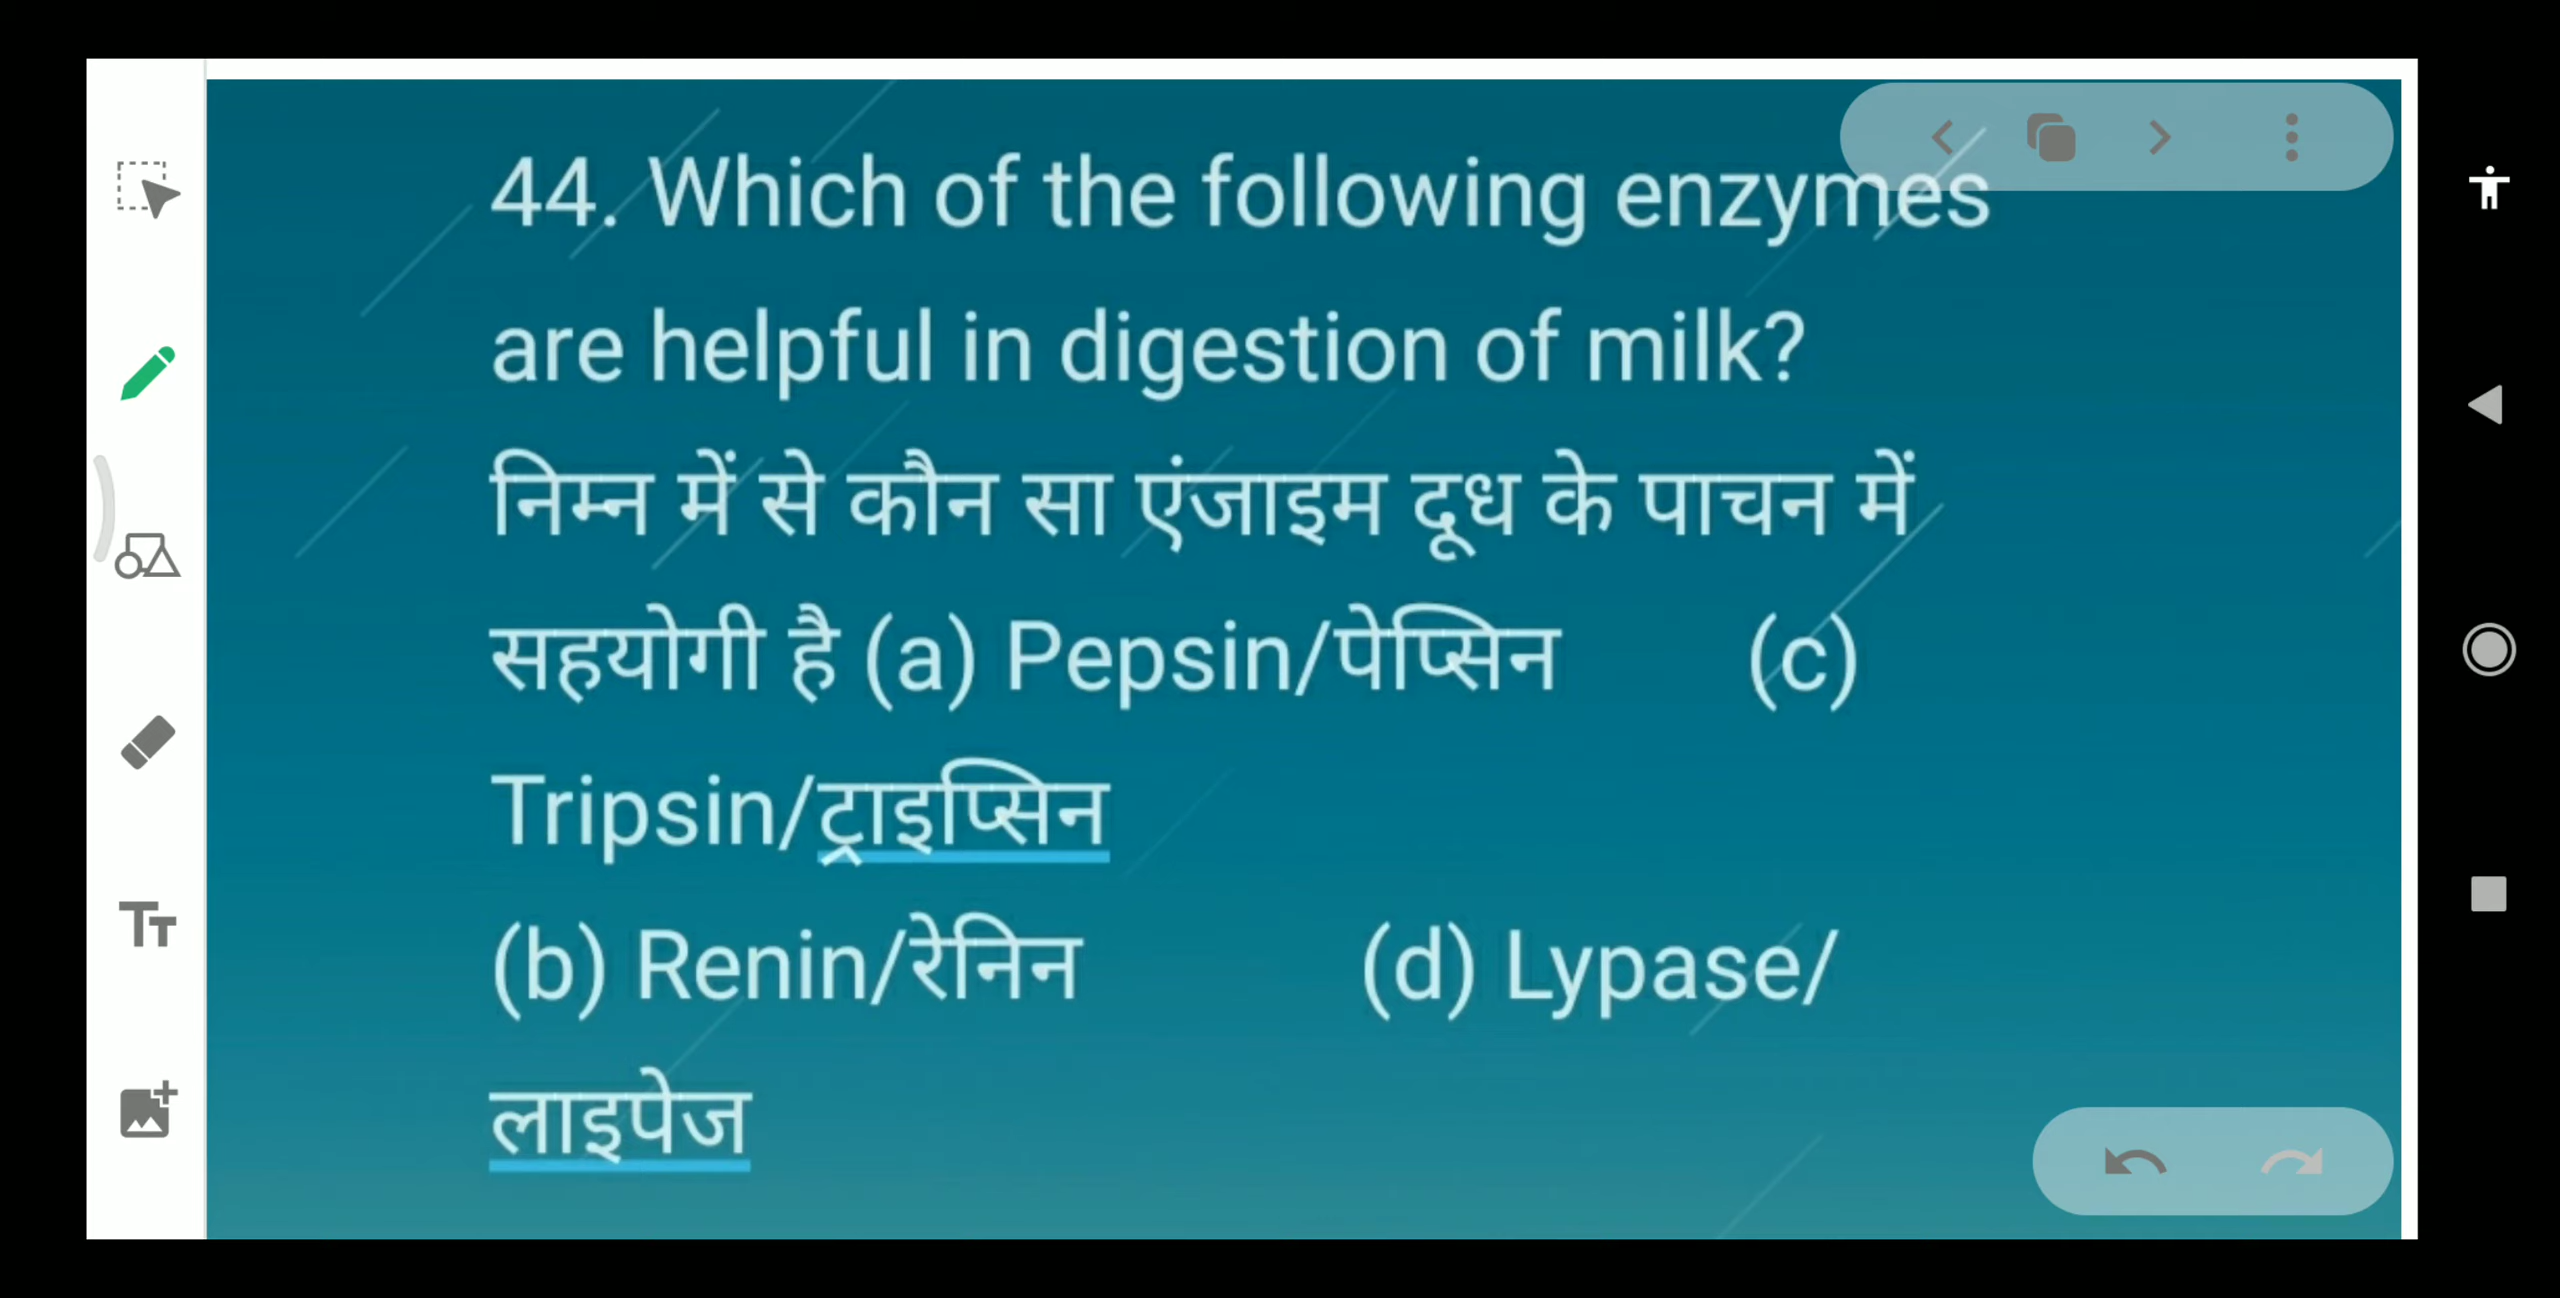 44. Which of the following enzymes
are helpful in digestion of milk?
निम्न में से कौन सा एंजाइम दूध के पाचन में
सहयोगी है (a) Pepsin/पेप्सिन (c)
Tripsin/ट्राइप्सिन
(b) Renin/रेनिन (d) Lypase/
लाइपेज